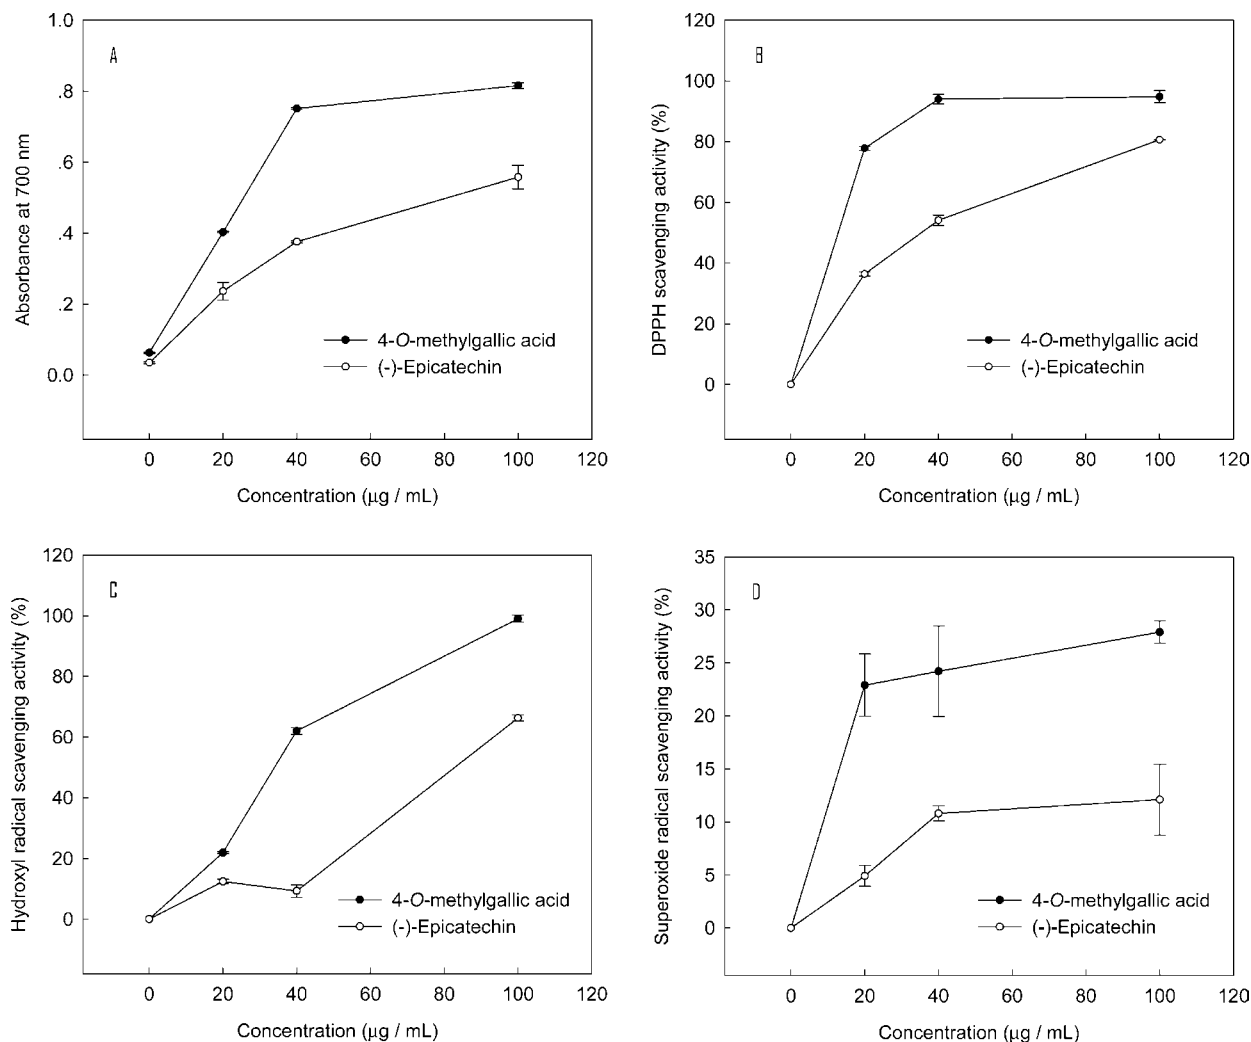 A
1.0
.8
.6
.4
.2
0.0
Absorbance at 700 nm
4-O-methylgallic acid
(-)-Epicatechin
0 20 40 60 80 100 120
Concentration (μg / mL)
B
120
100
80
60
40
20
0
DPPH scavenging activity (%)
4-O-methylgallic acid
(-)-Epicatechin
0 20 40 60 80 100 120
Concentration (μg / mL)
C
120
100
80
60
40
20
0
Hydroxyl radical scavenging activity (%)
4-O-methylgallic acid
(-)-Epicatechin
0 20 40 60 80 100 120
Concentration (μg / mL)
D
35
30
25
20
15
10
5
0
Superoxide radical scavenging activity (%)
4-O-methylgallic acid
(-)-Epicatechin
0 20 40 60 80 100 120
Concentration (μg / mL)